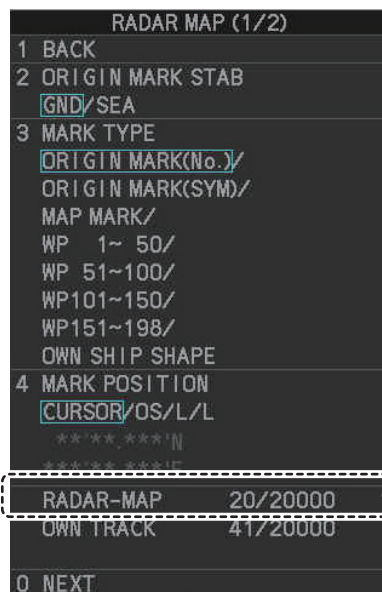 RADAR MAP (1/2)
1 BACK
2 ORIGIN MARK STAB
GND/SEA
3 MARK TYPE
ORIGIN MARK(No.)/
ORIGIN MARK(SYM)/
MAP MARK/
WP 1~ 50/
WP 51~100/
WP101~150/
WP151~198/
OWN SHIP SHAPE
4 MARK POSITION
CURSOR/OS/L/L
**'**.***'N
***'**.***'E
RADAR-MAP 20/20000
OWN TRACK 41/20000
0 NEXT